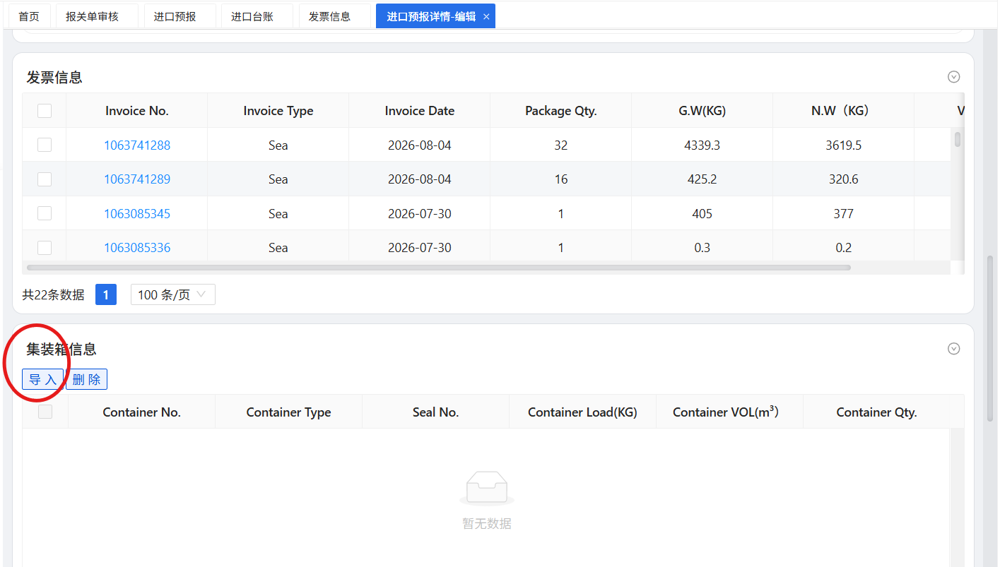 首页 报关单审核 进口预报 进口台账 发票信息 进口预报详情-编辑 ×
发票信息
Invoice No. Invoice Type Invoice Date Package Qty. G.W(KG) N.W（KG） V
1063741288 Sea 2026-08-04 32 4339.3 3619.5
1063741289 Sea 2026-08-04 16 425.2 320.6
1063085345 Sea 2026-07-30 1 405 377
1063085336 Sea 2026-07-30 1 0.3 0.2
共22条数据 1 100 条/页
集装箱信息
导 入 删 除
Container No. Container Type Seal No. Container Load(KG) Container VOL(m³) Container Qty.
暂无数据